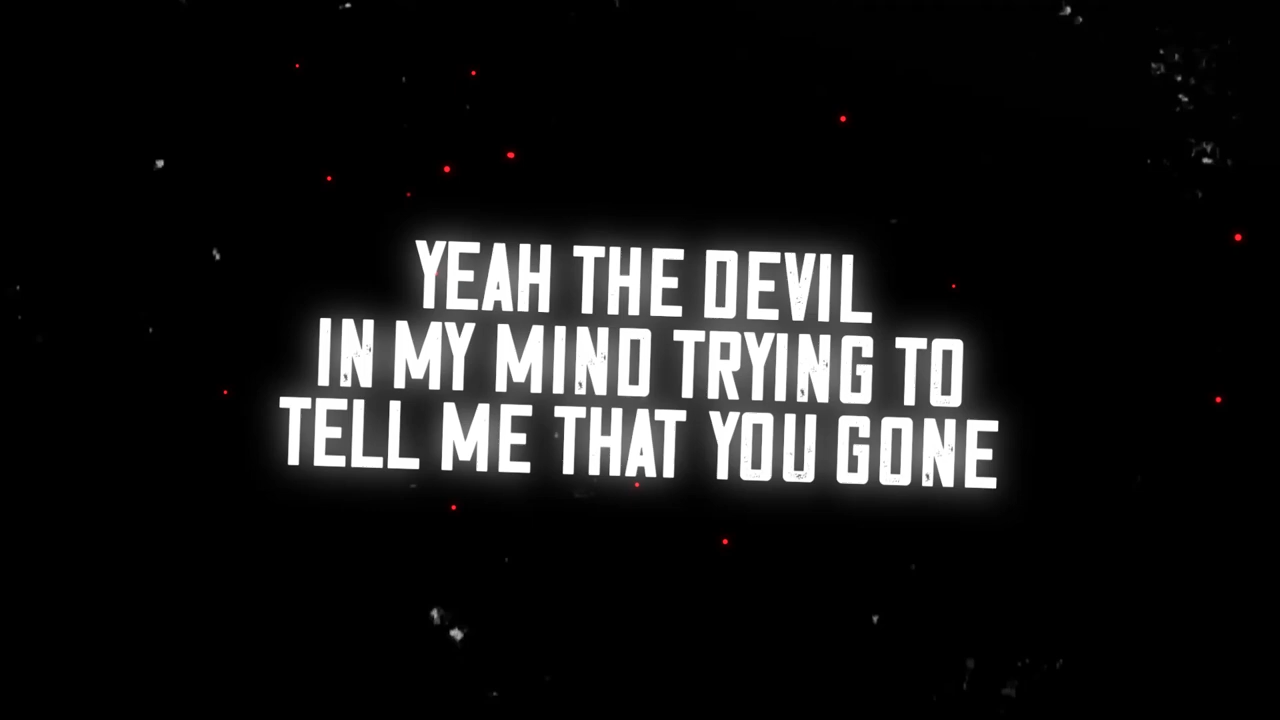 YEAH THE DEVIL
IN MY MIND TRYING TO
TELL ME THAT YOU GONE